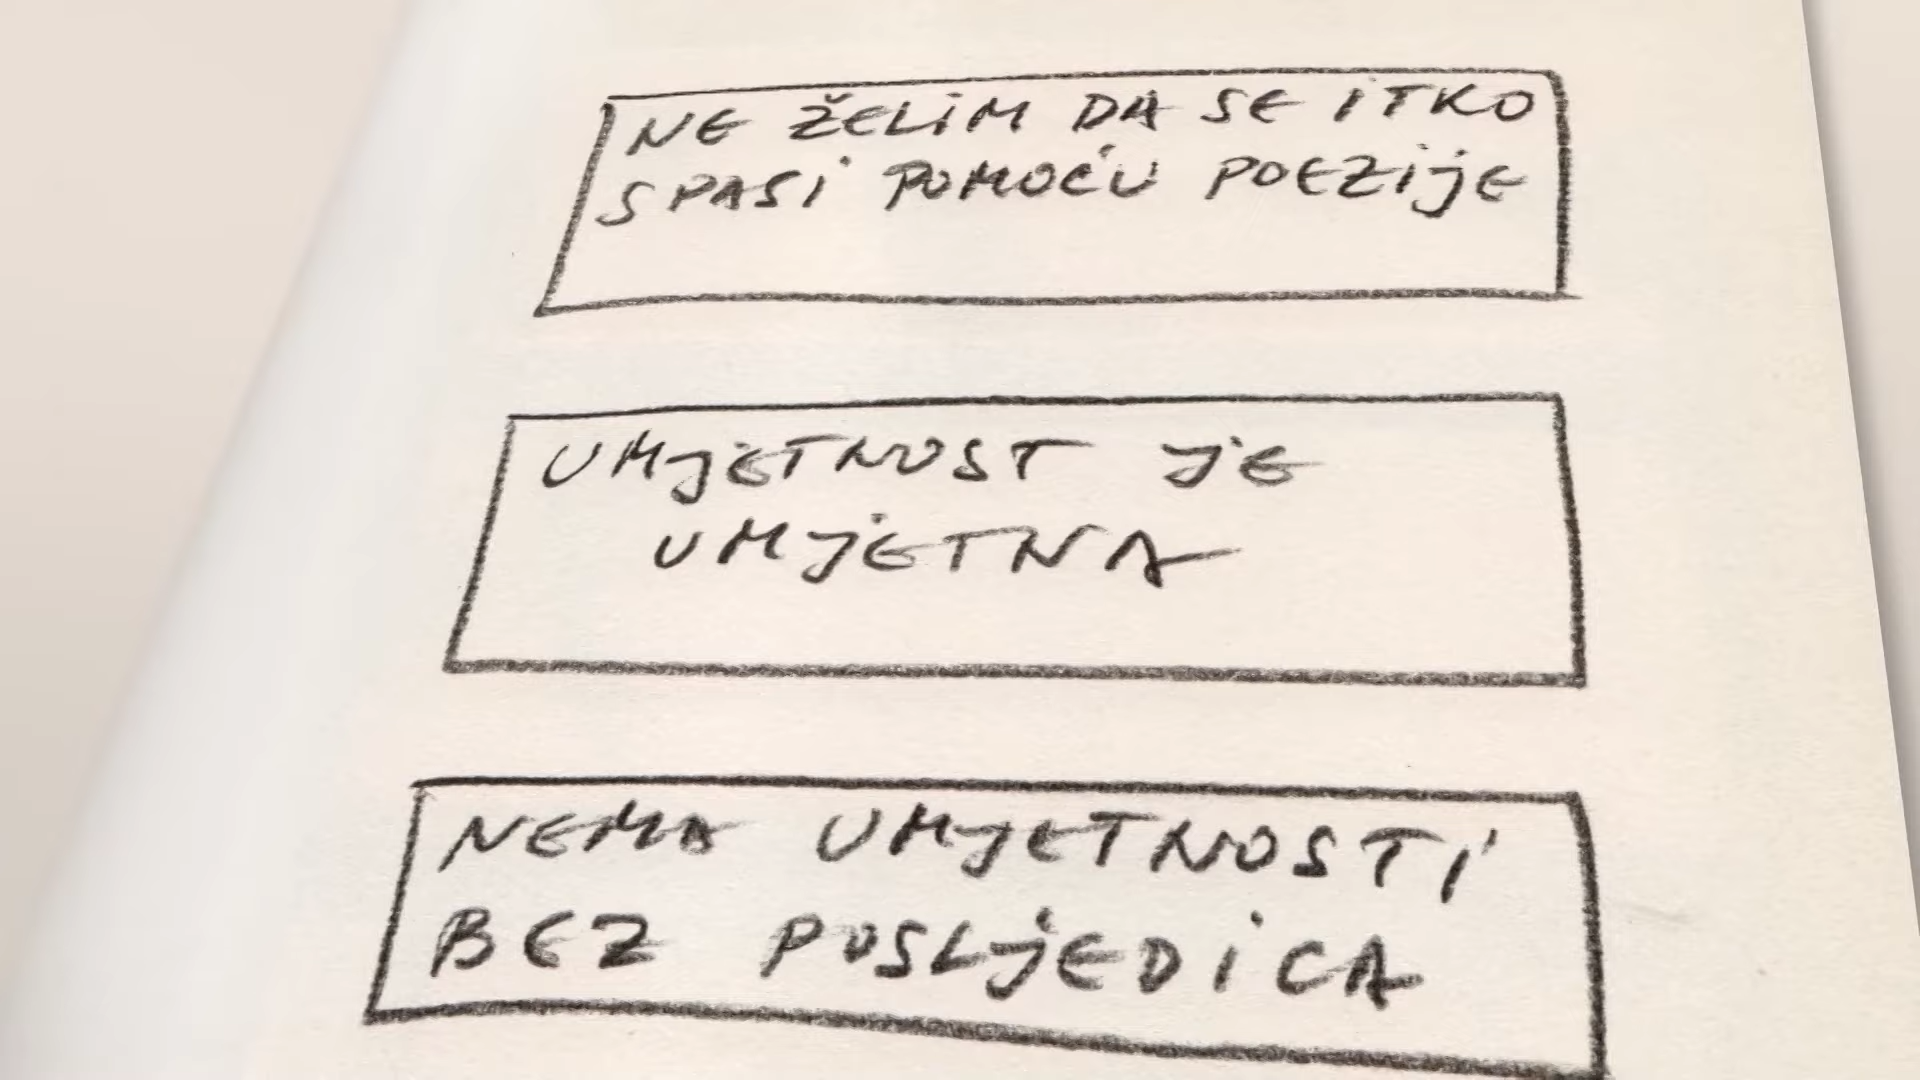 NE ŽELIM DA SE ITKO
SPASI POMOĆU POEZIJE
UMJETNOST JE
UMJETNA
NEMA UMJETNOSTI
BEZ POSLJEDICA